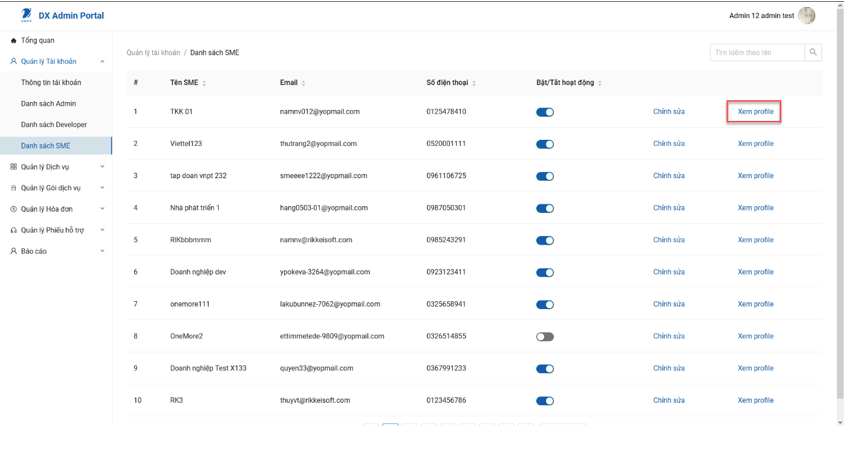 VNPT DX Admin Portal
Admin 12 admin test
Tổng quan
Quản lý Tài khoản
Thông tin tài khoản
Danh sách Admin
Danh sách Developer
Danh sách SME
Quản lý Dịch vụ
Quản lý Gói dịch vụ
Quản lý Hóa đơn
Quản lý Phiếu hỗ trợ
Báo cáo
Quản lý tài khoản / Danh sách SME
Tìm kiếm theo tên
# Tên SME Email Số điện thoại Bật/Tắt hoạt động
1 TKK 01 namnv012@yopmail.com 0125478410 Chỉnh sửa Xem profile
2 Viettel123 thutrang2@yopmail.com 0520001111 Chỉnh sửa Xem profile
3 tap doan vnpt 232 smeeee1222@yopmail.com 0961106725 Chỉnh sửa Xem profile
4 Nhà phát triển 1 hang0503-01@yopmail.com 0987050301 Chỉnh sửa Xem profile
5 RIKbbbmmm namnv@rikkeisoft.com 0985243291 Chỉnh sửa Xem profile
6 Doanh nghiệp dev ypokeva-3264@yopmail.com 0923123411 Chỉnh sửa Xem profile
7 onemore111 lakubunnez-7062@yopmail.com 0325658941 Chỉnh sửa Xem profile
8 OneMore2 ettimmetede-9809@yopmail.com 0326514855 Chỉnh sửa Xem profile
9 Doanh nghiệp Test X133 quyen33@yopmail.com 0367991233 Chỉnh sửa Xem profile
10 RK3 thuyvt@rikkeisoft.com 0123456786 Chỉnh sửa Xem profile